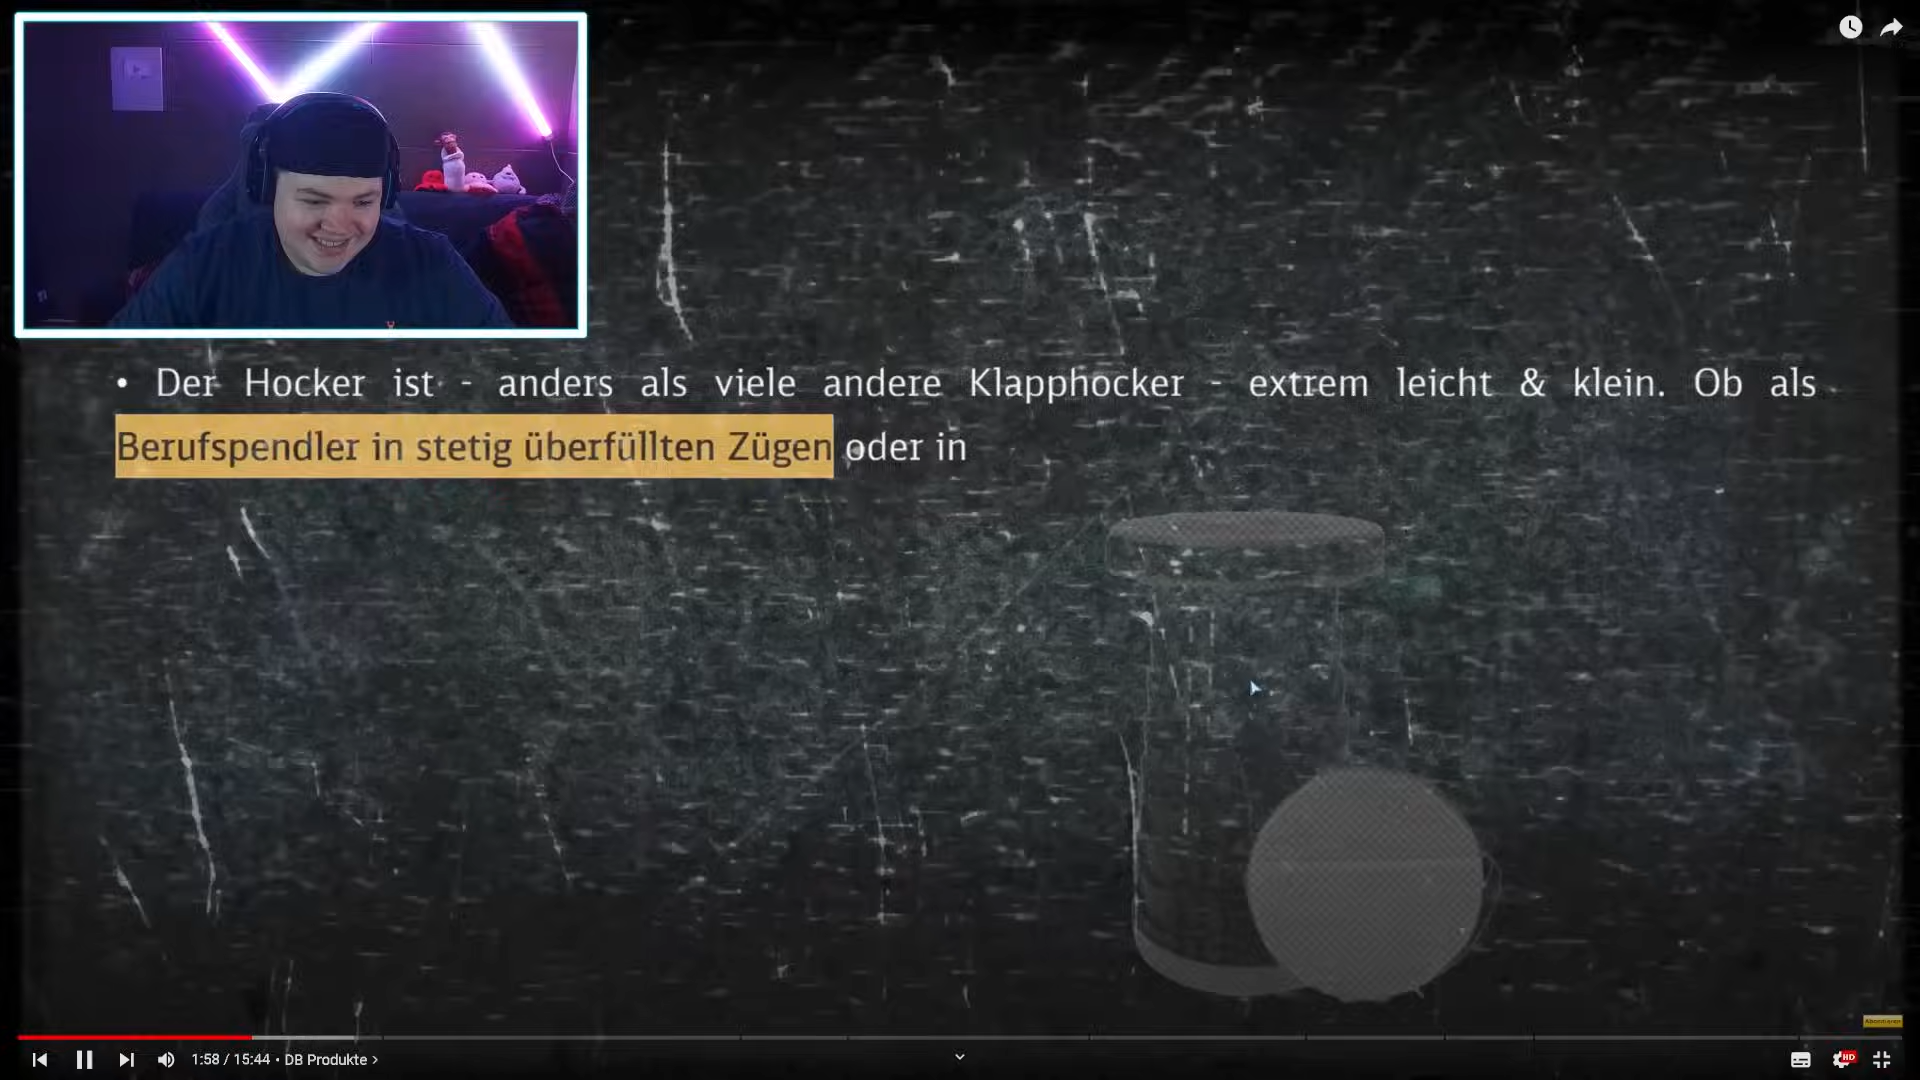 • Der Hocker ist - anders als viele andere Klapphocker - extrem leicht & klein. Ob als
Berufspendler in stetig überfüllten Zügen oder in
1:58 / 15:44 • DB Produkte >
HD